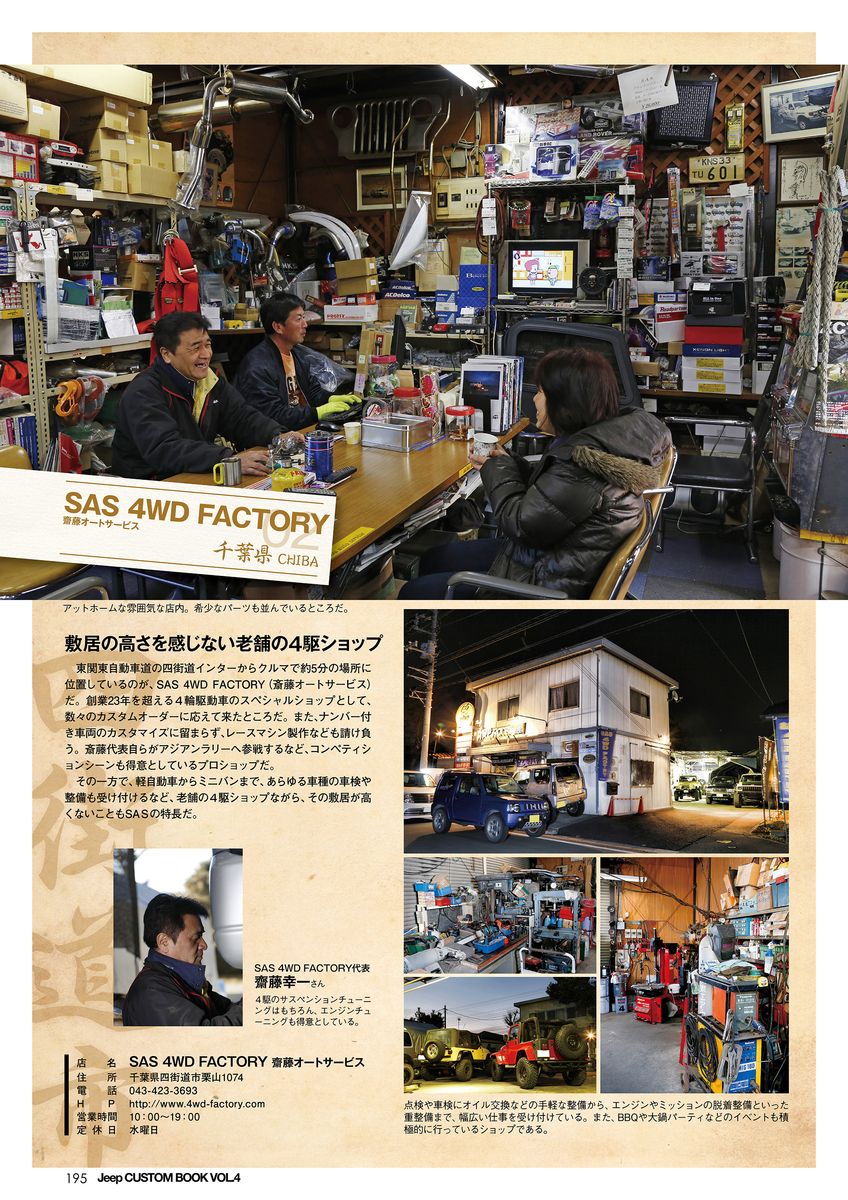 KNS33
TU 601
HKS
ACDelco
ACDelco
LAND ROVER
XENON LIGHT
SAS 4WD FACTORY
齋藤オートサービス
02
千葉県 CHIBA
アットホームな雰囲気な店内。希少なパーツも並んでいるところだ。
敷居の高さを感じない老舗の4駆ショップ
東関東自動車道の四街道インターからクルマで約5分の場所に
位置しているのが、SAS 4WD FACTORY（斎藤オートサービス）
だ。創業23年を超える4輪駆動車のスペシャルショップとして、
数々のカスタムオーダーに応えて来たところだ。また、ナンバー付
き車両のカスタマイズに留まらず、レースマシン製作なども請け負
う。斎藤代表自らがアジアンラリーへ参戦するなど、コンペティシ
ョンシーンも得意としているプロショップだ。
その一方で、軽自動車からミニバンまで、あらゆる車種の車検や
整備も受け付けるなど、老舗の4駆ショップながら、その敷居が高
くないこともSASの特長だ。
四街道市
SAS 4WD FACTORY代表
齋藤幸一さん
4駆のサスペンションチューニ
ングはもちろん、エンジンチュ
ーニングも得意としている。
店名 SAS 4WD FACTORY 齋藤オートサービス
住所 千葉県四街道市栗山1074
電話 043-423-3693
HP http://www.4wd-factory.com
営業時間 10：00〜19：00
定休日 水曜日
点検や車検にオイル交換などの手軽な整備から、エンジンやミッションの脱着整備といった
重整備まで、幅広い仕事を受け付けている。また、BBQや大鍋パーティなどのイベントも積
極的に行っているショップである。
195 Jeep CUSTOM BOOK VOL.4